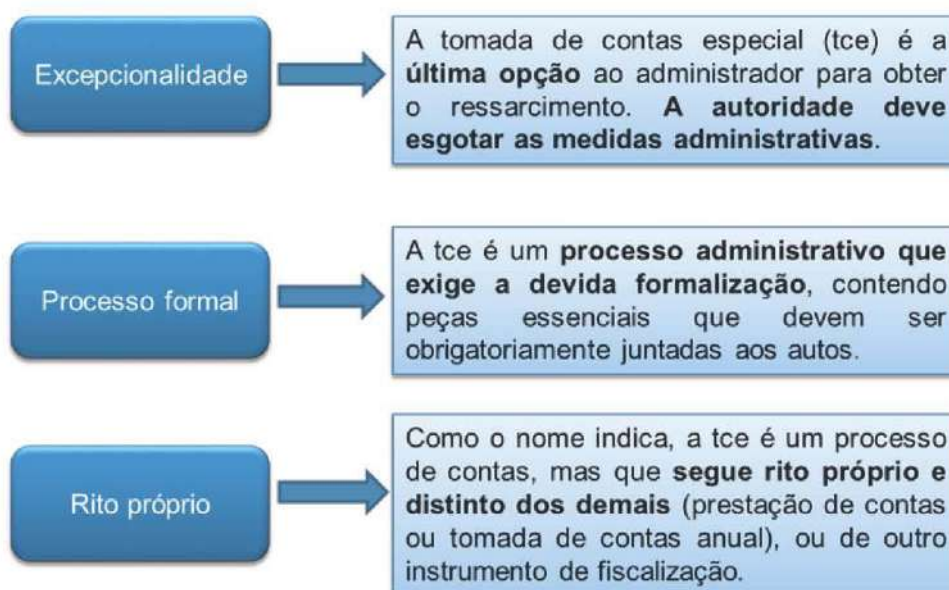 Excepcionalidade
A tomada de contas especial (tce) é a
última opção ao administrador para obter
o ressarcimento. A autoridade deve
esgotar as medidas administrativas.
Processo formal
A tce é um processo administrativo que
exige a devida formalização, contendo
peças essenciais que devem ser
obrigatoriamente juntadas aos autos.
Rito próprio
Como o nome indica, a tce é um processo
de contas, mas que segue rito próprio e
distinto dos demais (prestação de contas
ou tomada de contas anual), ou de outro
instrumento de fiscalização.